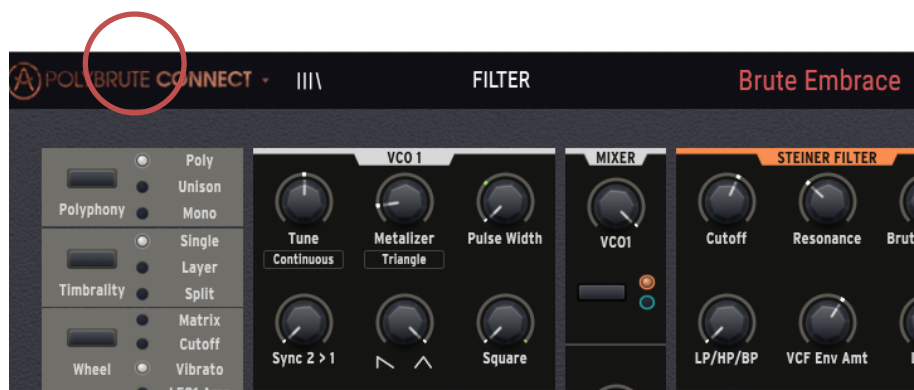 POLYBRUTE CONNECT
FILTER
Brute Embrace
Poly
Unison
Polyphony
Mono
Single
Layer
Timbrality
Split
Matrix
Cutoff
Wheel
Vibrato
VCO 1
Tune
Metalizer
Pulse Width
Continuous
Triangle
Sync 2 > 1
Square
MIXER
VCO1
STEINER FILTER
Cutoff
Resonance
Brut
LP/HP/BP
VCF Env Amt